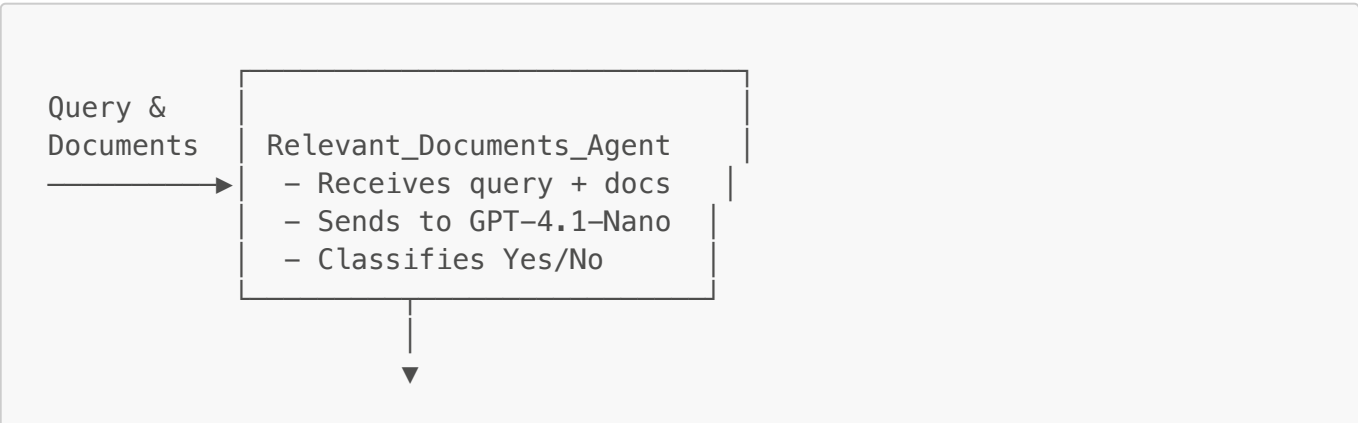 Query &
Documents Relevant_Documents_Agent
- Receives query + docs
- Sends to GPT-4.1-Nano
- Classifies Yes/No